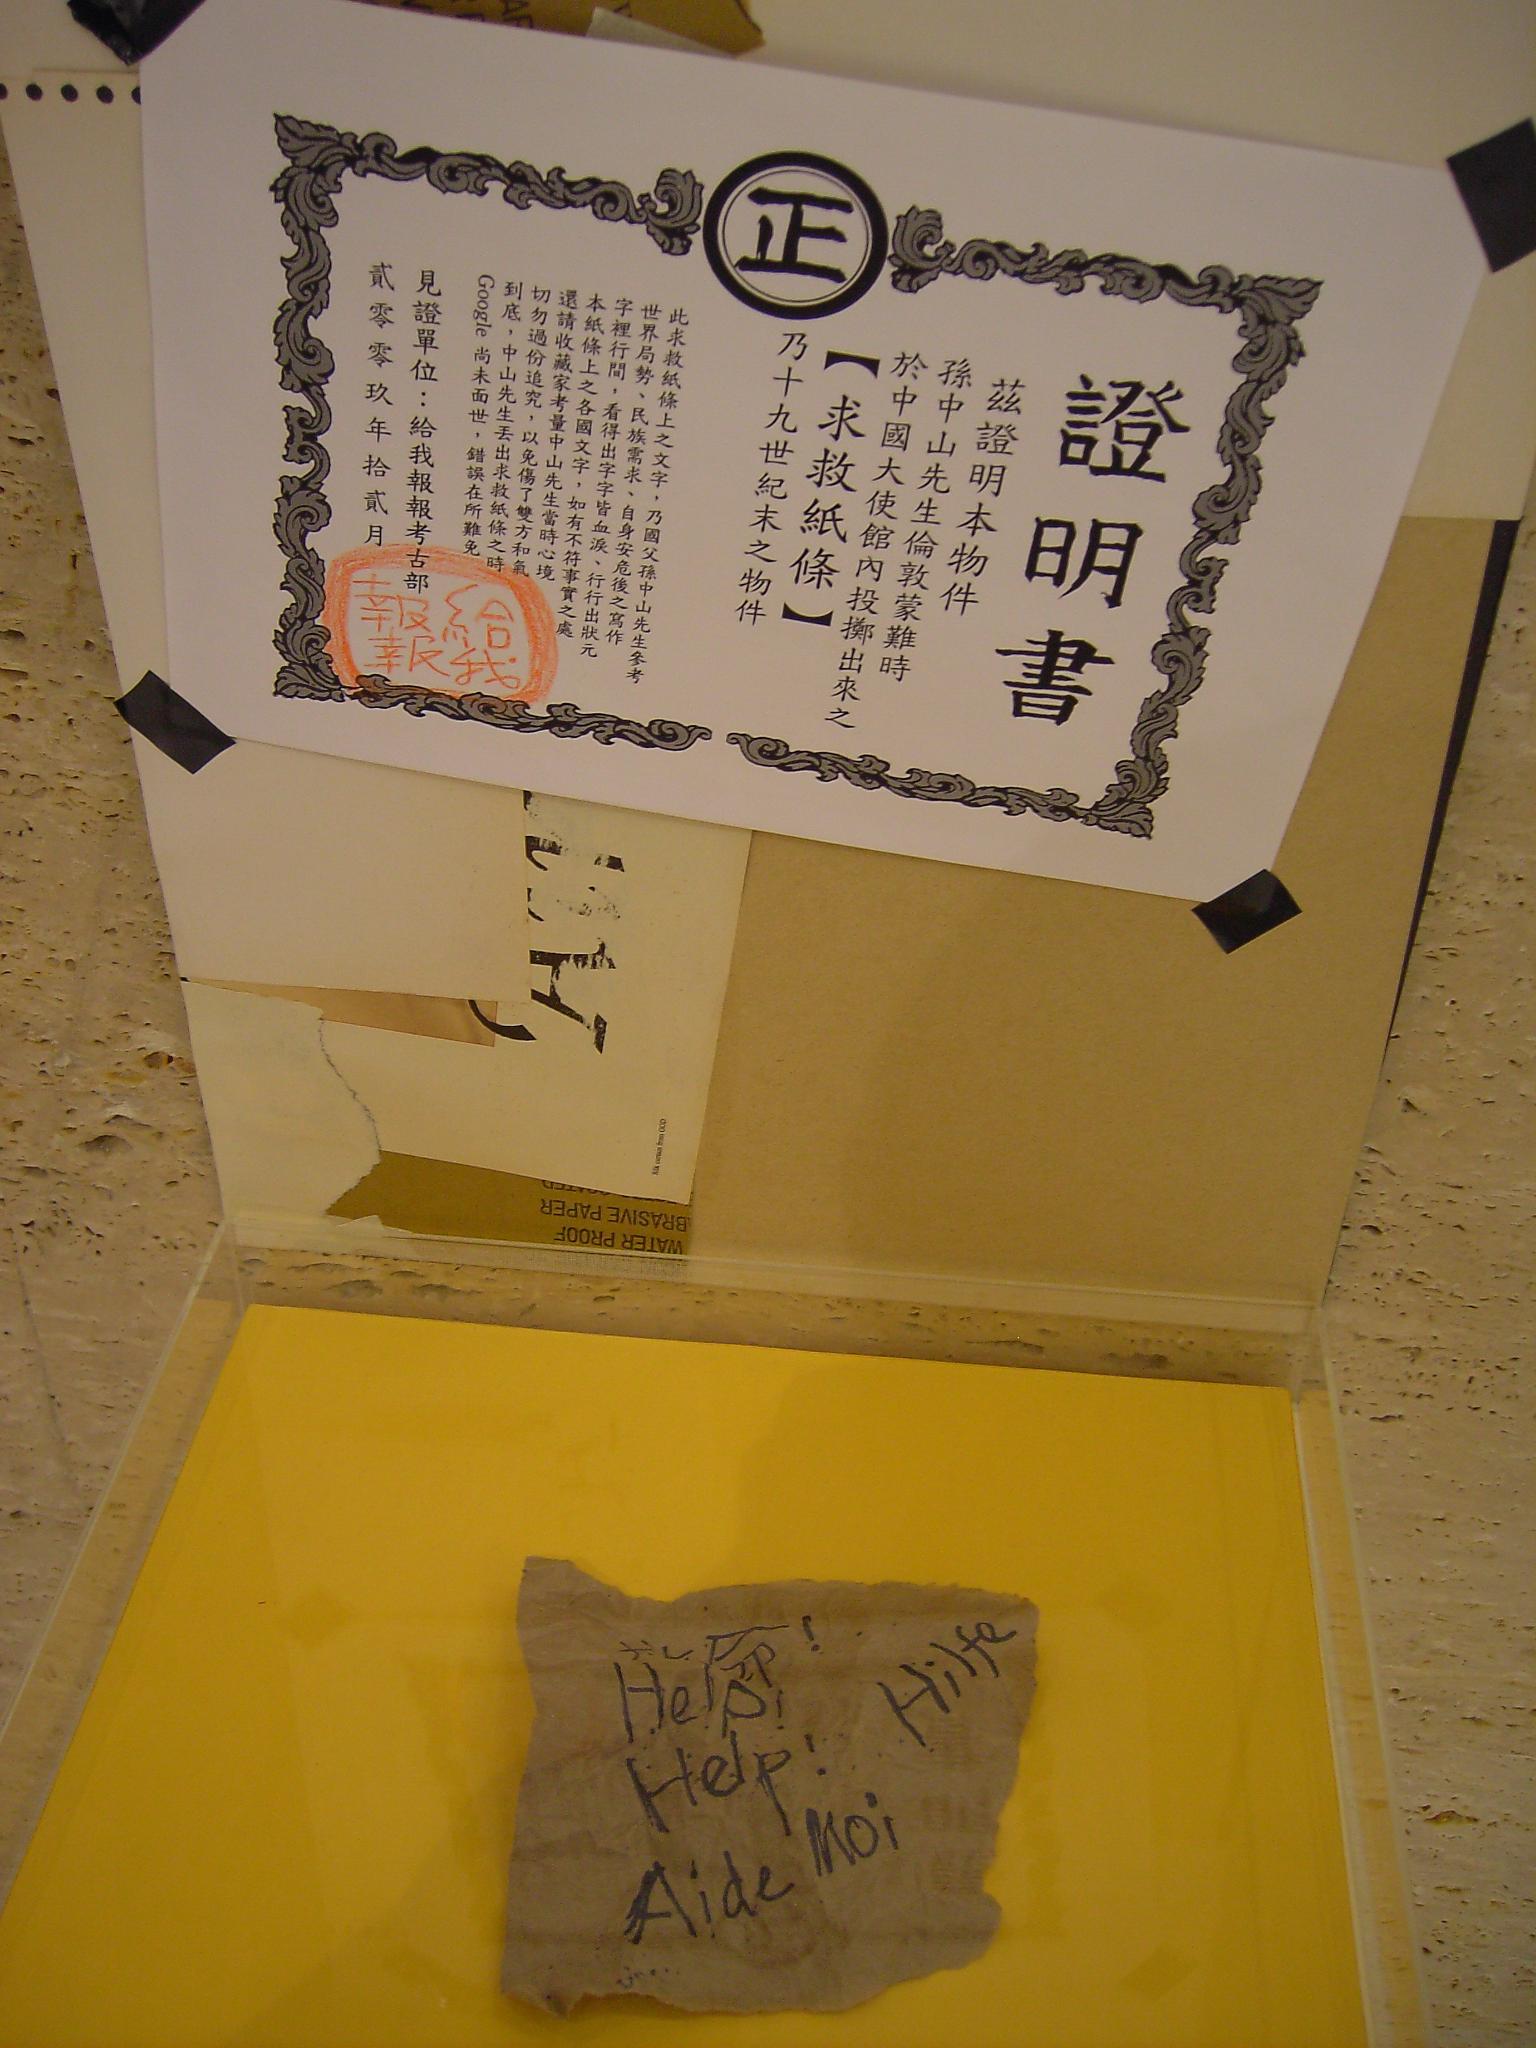 正
證明書
茲證明本物件
孫中山先生倫敦蒙難時
於中國大使館內投擲出來之
【求救紙條】
乃十九世紀末之物件
此求救紙條上之文字，乃國父孫中山先生參考
世界局勢、民族需求、自身安危後之寫作
字裡行間，看得出字字皆血淚、行行出狀元
本紙條上之各國文字，如有不符事實之處
還請收藏家考量中山先生當時心境
切勿過份追究，以免傷了雙方和氣
到底，中山先生丟出求救紙條之時
Google 尚未面世，錯誤在所難免
見證單位：給我報報考古部
貳零零玖年拾貳月
給我
報報
BRASIVE PAPER
WATER PROOF
救命！
Help!
Help!
Hilfe
Aide Moi